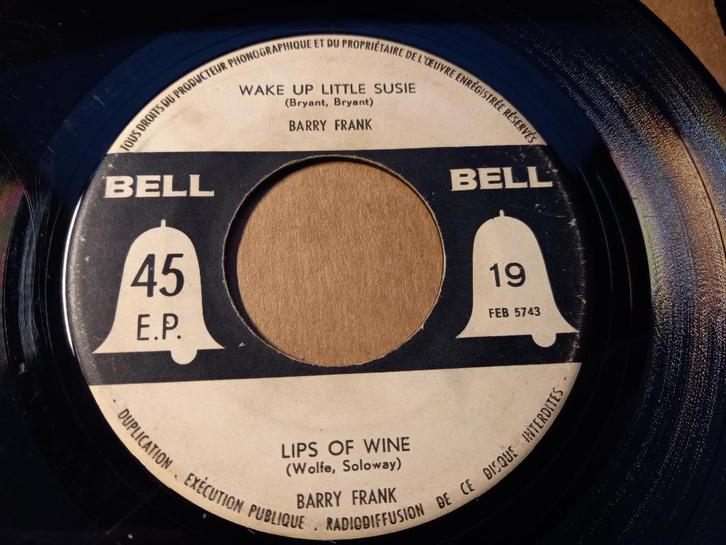 TOUS DROITS DU PRODUCTEUR PHONOGRAPHIQUE ET DU PROPRIÉTAIRE DE L'ŒUVRE ENREGISTRÉE RÉSERVÉS
WAKE UP LITTLE SUSIE
(Bryant, Bryant)
BARRY FRANK
BELL
BELL
45
E.P.
19
FEB 5743
LIPS OF WINE
(Wolfe, Soloway)
BARRY FRANK
· DUPLICATION · EXÉCUTION PUBLIQUE · RADIODIFFUSION DE CE DISQUE INTERDITES ·